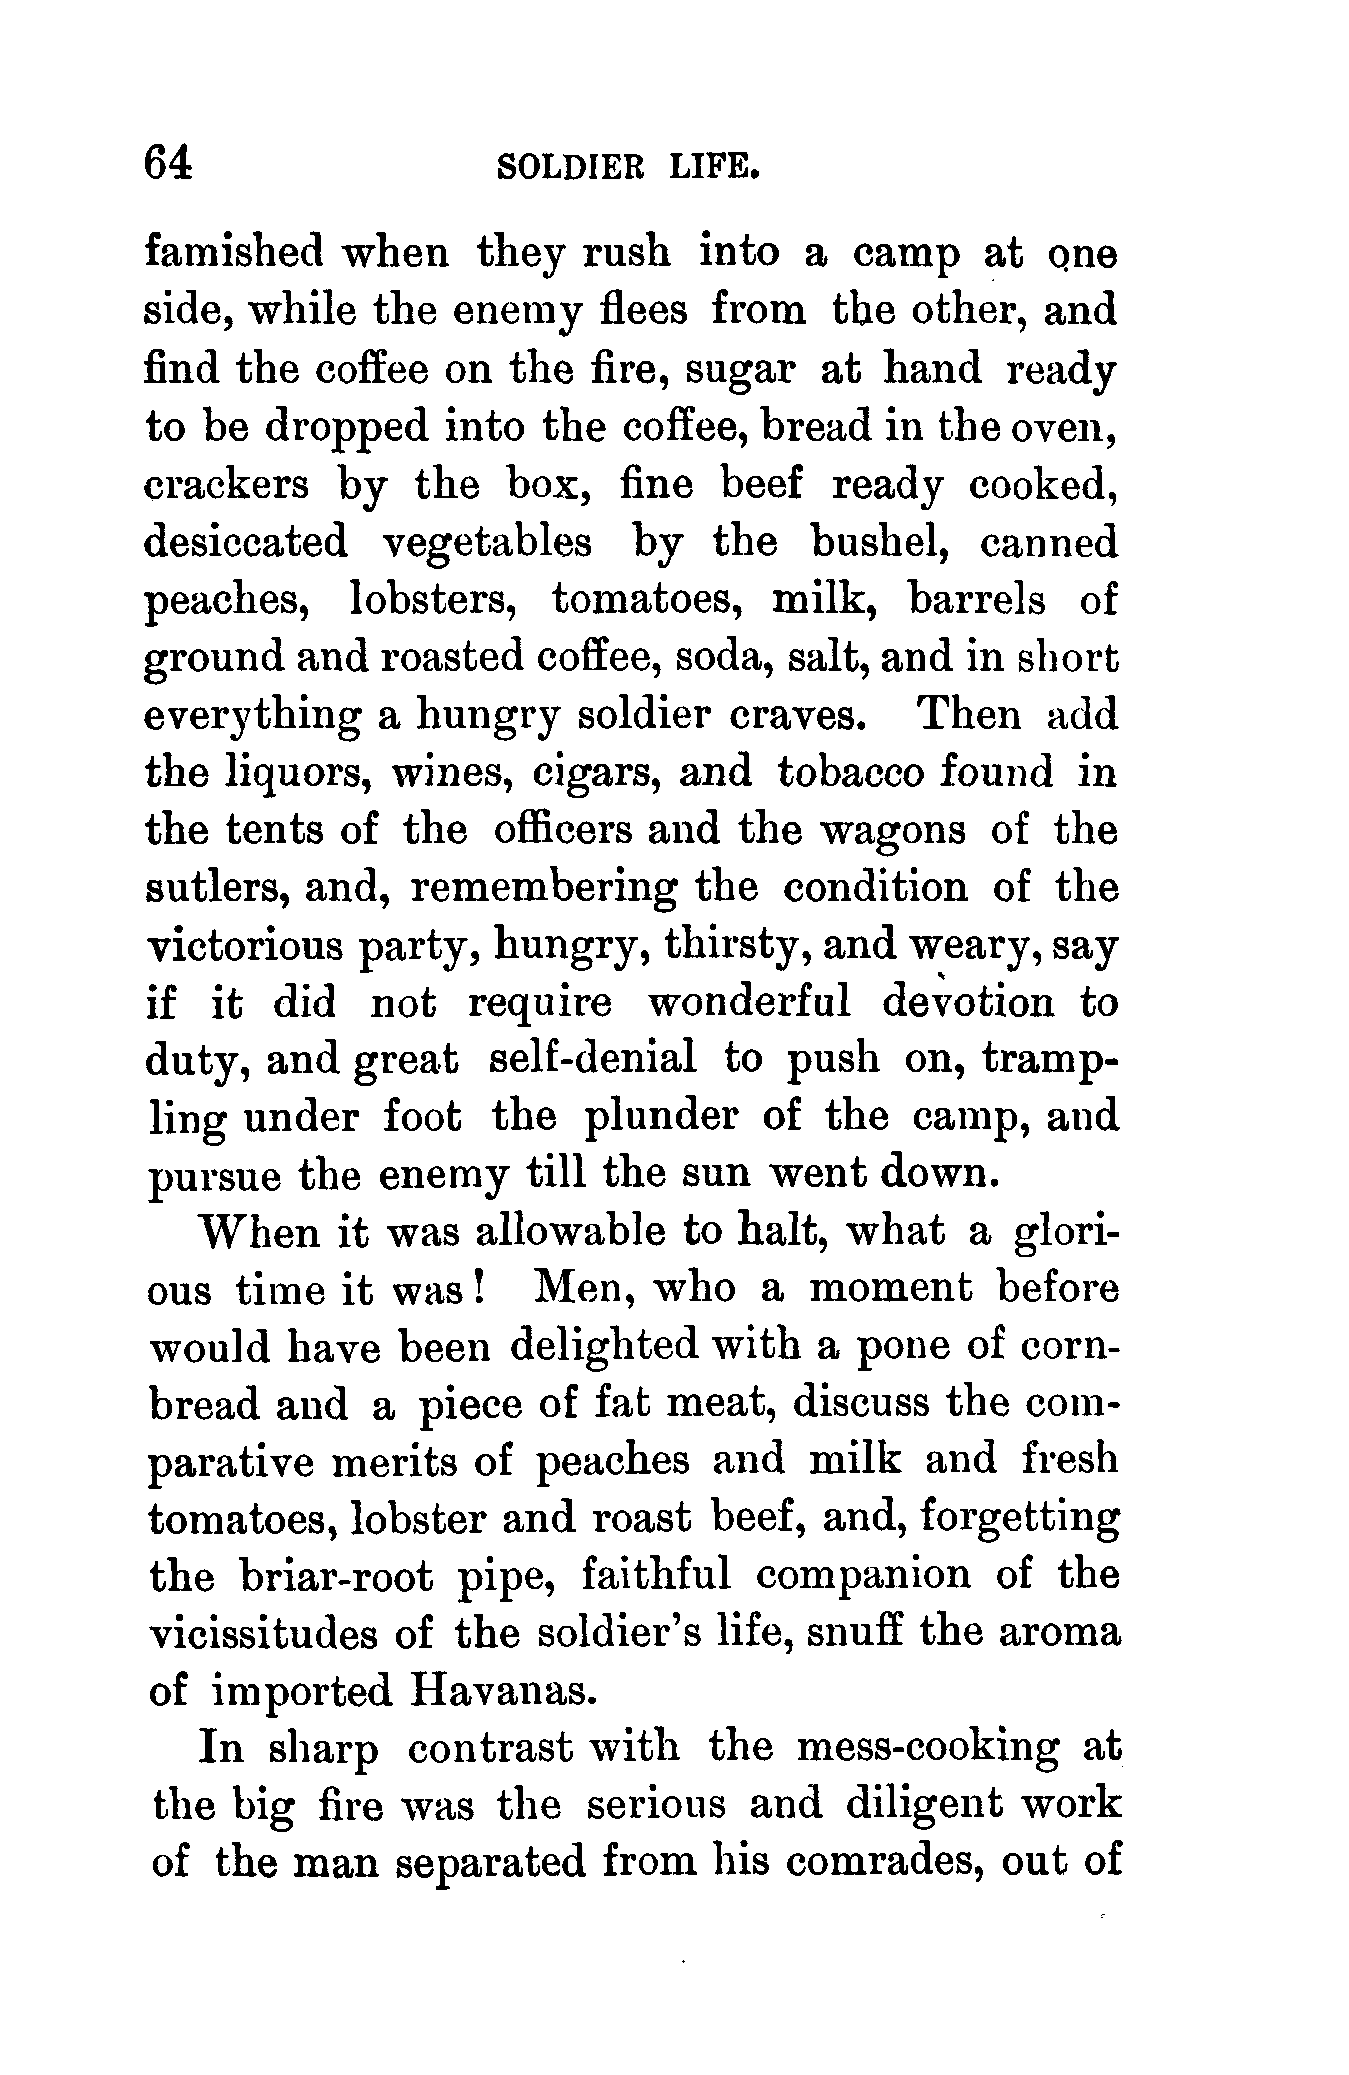 64 SOLDIER LIFE.
famished when they rush into a camp at one
side, while the enemy flees from the other, and
find the coffee on the fire, sugar at hand ready
to be dropped into the coffee, bread in the oven,
crackers by the box, fine beef ready cooked,
desiccated vegetables by the bushel, canned
peaches, lobsters, tomatoes, milk, barrels of
ground and roasted coffee, soda, salt, and in short
everything a hungry soldier craves. Then add
the liquors, wines, cigars, and tobacco found in
the tents of the officers and the wagons of the
sutlers, and, remembering the condition of the
victorious party, hungry, thirsty, and weary, say
if it did not require wonderful devotion to
duty, and great self-denial to push on, tramp-
ling under foot the plunder of the camp, and
pursue the enemy till the sun went down.
When it was allowable to halt, what a glori-
ous time it was! Men, who a moment before
would have been delighted with a pone of corn-
bread and a piece of fat meat, discuss the com-
parative merits of peaches and milk and fresh
tomatoes, lobster and roast beef, and, forgetting
the briar-root pipe, faithful companion of the
vicissitudes of the soldier's life, snuff the aroma
of imported Havanas.
In sharp contrast with the mess-cooking at
the big fire was the serious and diligent work
of the man separated from his comrades, out of